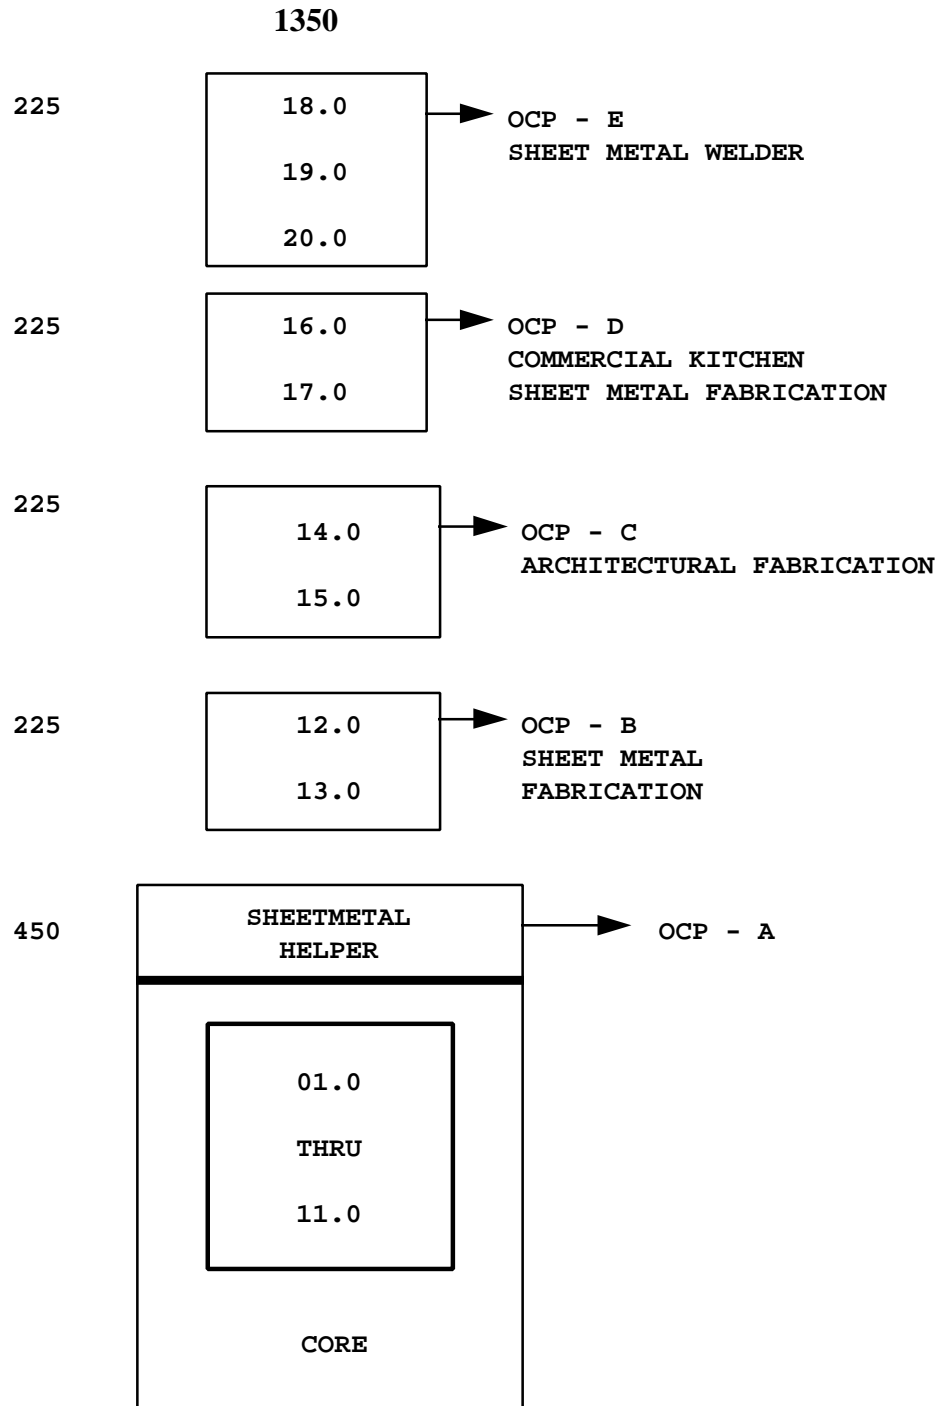 1350
225 18.0 OCP - E
SHEET METAL WELDER
19.0
20.0
225 16.0 OCP - D
COMMERCIAL KITCHEN
17.0 SHEET METAL FABRICATION
225
14.0 OCP - C
ARCHITECTURAL FABRICATION
15.0
225 12.0 OCP - B
SHEET METAL
13.0 FABRICATION
450 SHEETMETAL OCP - A
HELPER
01.0
THRU
11.0
CORE